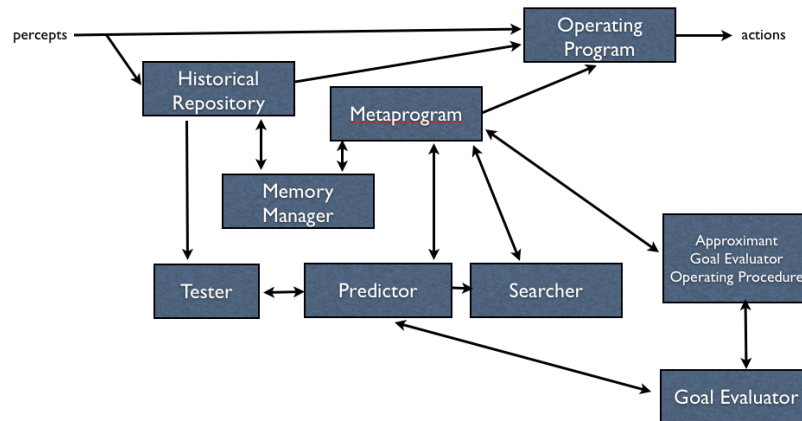 percepts
Operating
Program
actions
Historical
Repository
Metaprogram
Memory
Manager
Approximant
Goal Evaluator
Operating Procedure
Tester
Predictor
Searcher
Goal Evaluator